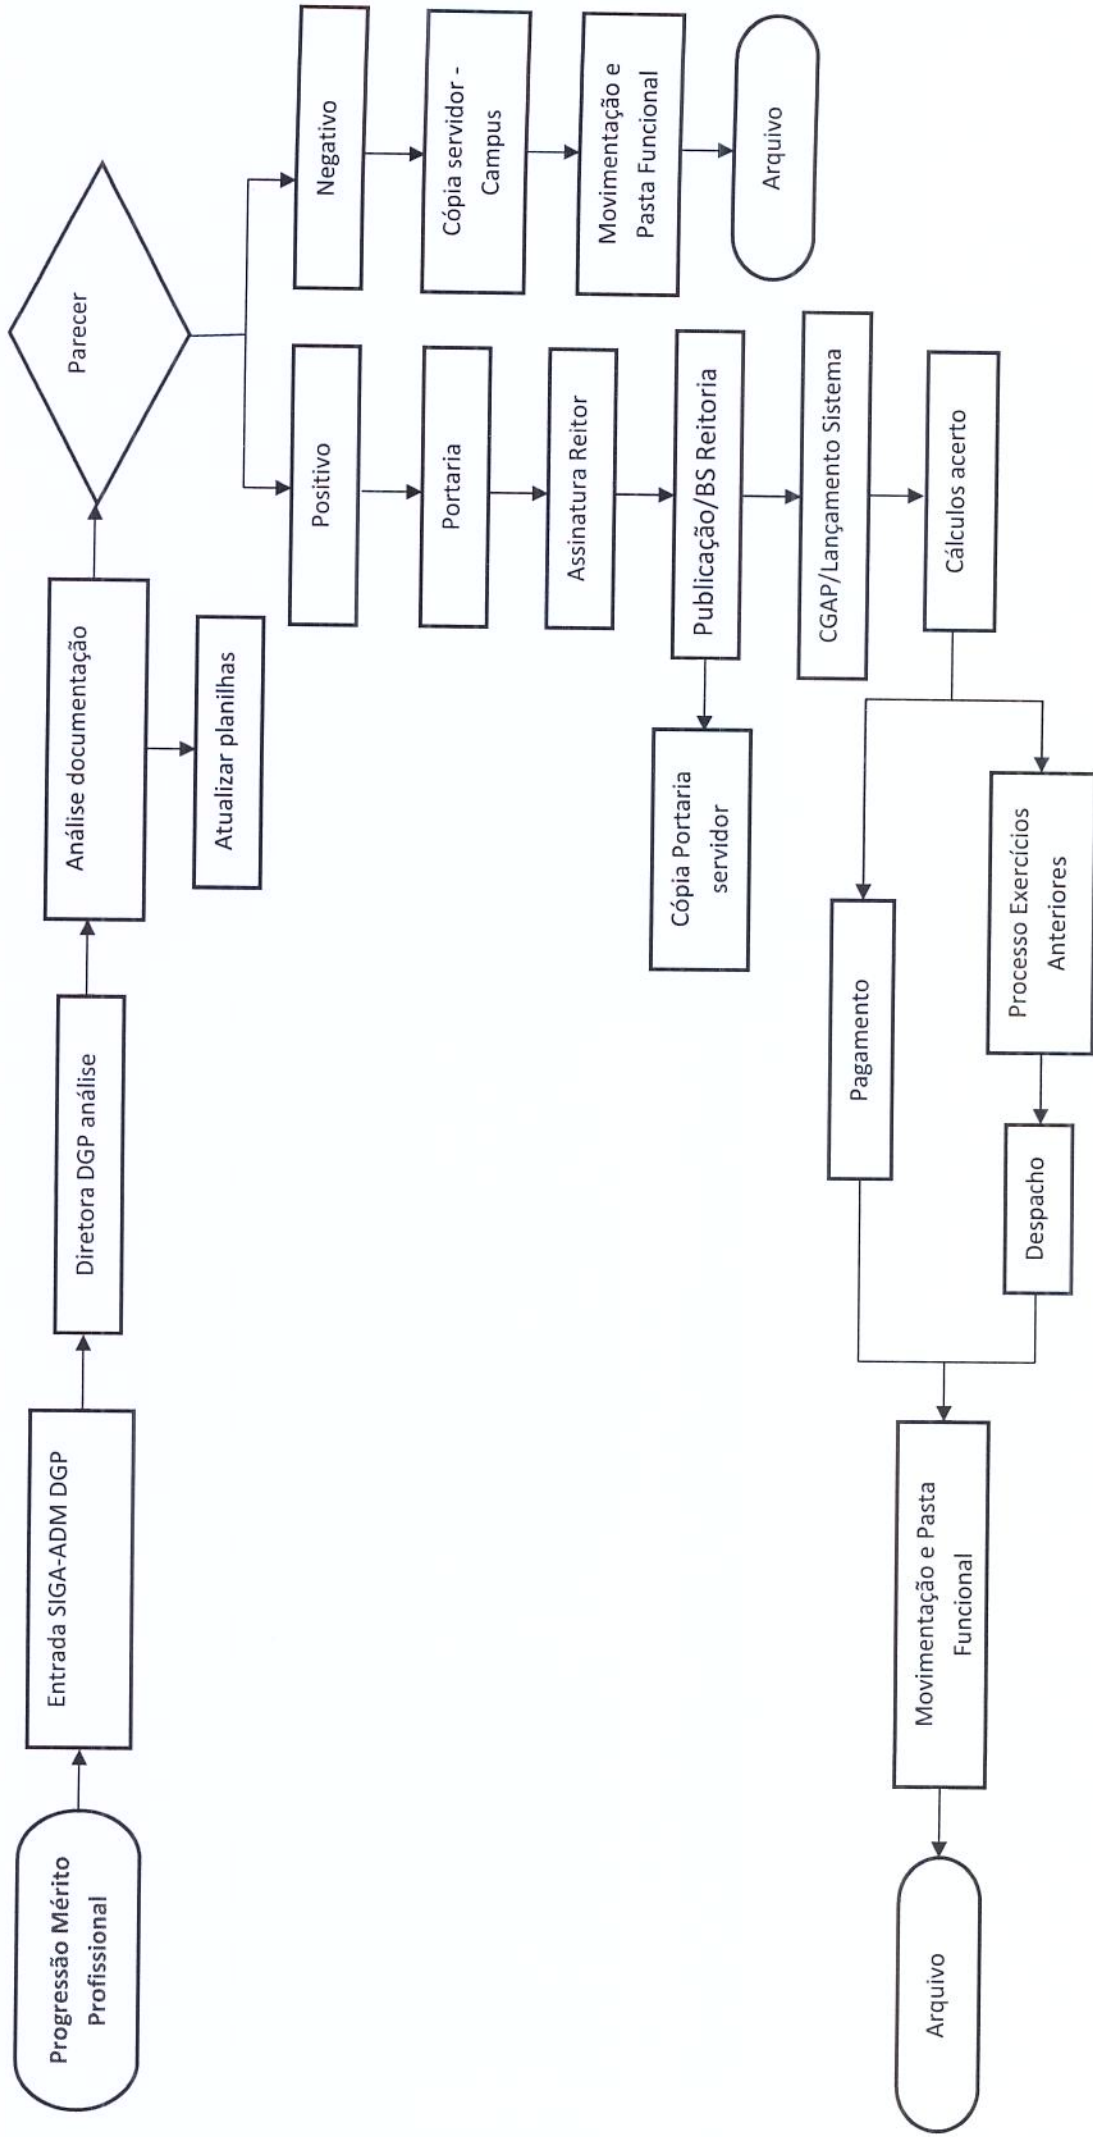 Progressão Mérito
Profissional
Entrada SIGA-ADM DGP
Diretora DGP análise
Análise documentação
Atualizar planilhas
Parecer
Positivo
Negativo
Portaria
Cópia servidor -
Campus
Assinatura Reitor
Movimentação e
Pasta Funcional
Publicação/BS Reitoria
Arquivo
Cópia Portaria
servidor
CGAP/Lançamento Sistema
Cálculos acerto
Pagamento
Processo Exercícios
Anteriores
Despacho
Movimentação e Pasta
Funcional
Arquivo